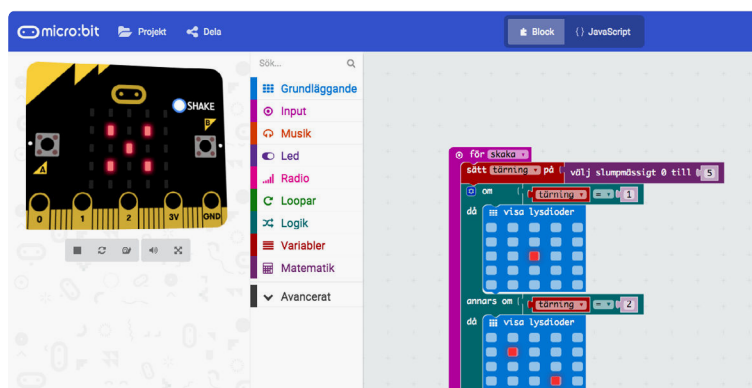 micro:bit Projekt Dela Block {} JavaScript
Sök...
SHAKE
A
B
0 1 2 3V GND
Grundläggande
Input
Musik
Led
Radio
Loopar
Logik
Variabler
Matematik
Avancerat
för skaka
sätt tärning på välj slumpmässigt 0 till 5
om tärning = 1
då visa lysdioder
annars om tärning = 2
då visa lysdioder